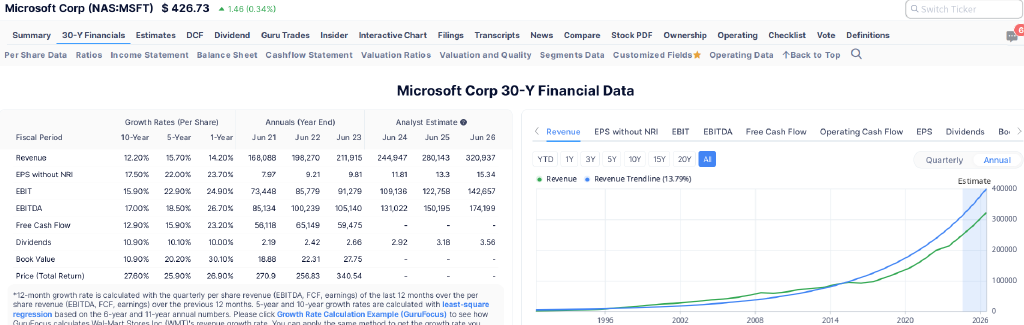 Microsoft Corp (NAS:MSFT) $ 426.73 ▲ 1.46 (0.34%) Switch Ticker
Summary 30-Y Financials Estimates DCF Dividend Guru Trades Insider Interactive Chart Filings Transcripts News Compare Stock PDF Ownership Operating Checklist Vote Definitions 6
Per Share Data Ratios Income Statement Balance Sheet Cashflow Statement Valuation Ratios Valuation and Quality Segments Data Customized Fields Operating Data ↑Back to Top
Microsoft Corp 30-Y Financial Data
Growth Rates (Per Share) Annuals (Year End) Analyst Estimate
Fiscal Period 10-Year 5-Year 1-Year Jun 21 Jun 22 Jun 23 Jun 24 Jun 25 Jun 26
Revenue 12.20% 15.70% 14.20% 168,088 198,270 211,915 244,947 280,143 320,937
EPS without NRI 17.50% 22.00% 23.70% 7.97 9.21 9.81 11.81 13.3 15.34
EBIT 15.90% 22.90% 24.90% 73,448 85,779 91,279 109,136 122,758 142,657
EBITDA 17.00% 18.50% 26.70% 85,134 100,239 105,140 131,022 150,195 174,199
Free Cash Flow 12.90% 15.90% 23.20% 56,118 65,149 59,475 - - -
Dividends 10.90% 10.10% 10.00% 2.19 2.42 2.66 2.92 3.18 3.56
Book Value 10.90% 20.20% 30.10% 18.88 22.31 27.75 - - -
Price (Total Return) 27.60% 25.90% 26.90% 270.9 256.83 340.54 - - -
*12-month growth rate is calculated with the quarterly per share revenue (EBITDA, FCF, earnings) of the last 12 months over the per
share revenue (EBITDA, FCF, earnings) over the previous 12 months. 5-year and 10-year growth rates are calculated with least-square
regression based on the 6-year and 11-year annual numbers. Please click Growth Rate Calculation Example (GuruFocus) to see how
GuruFocus calculates Wal-Mart Stores Inc (WMT)'s revenue growth rate. You can apply the same method to get the growth rate you
Revenue EPS without NRI EBIT EBITDA Free Cash Flow Operating Cash Flow EPS Dividends
YTD 1Y 3Y 5Y 10Y 15Y 20Y All Quarterly Annual
Revenue Revenue Trendline (13.79%)
Estimate
400000
300000
200000
100000
0
1996 2002 2008 2014 2020 2026